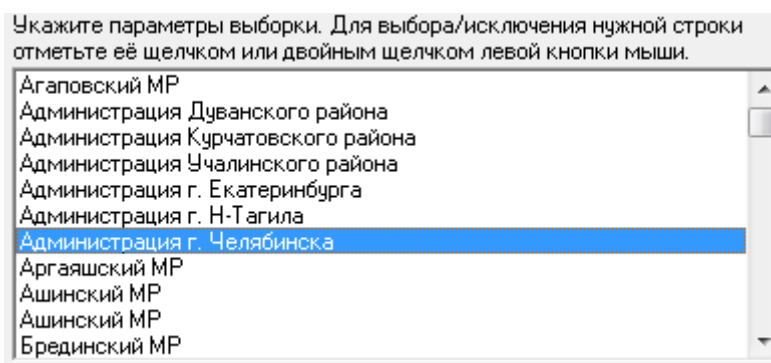 Укажите параметры выборки. Для выбора/исключения нужной строки
отметьте её щелчком или двойным щелчком левой кнопки мыши.
Агаповский МР
Администрация Дуванского района
Администрация Курчатовского района
Администрация Учалинского района
Администрация г. Екатеринбурга
Администрация г. Н-Тагила
Администрация г. Челябинска
Аргаяшский МР
Ашинский МР
Ашинский МР
Брединский МР